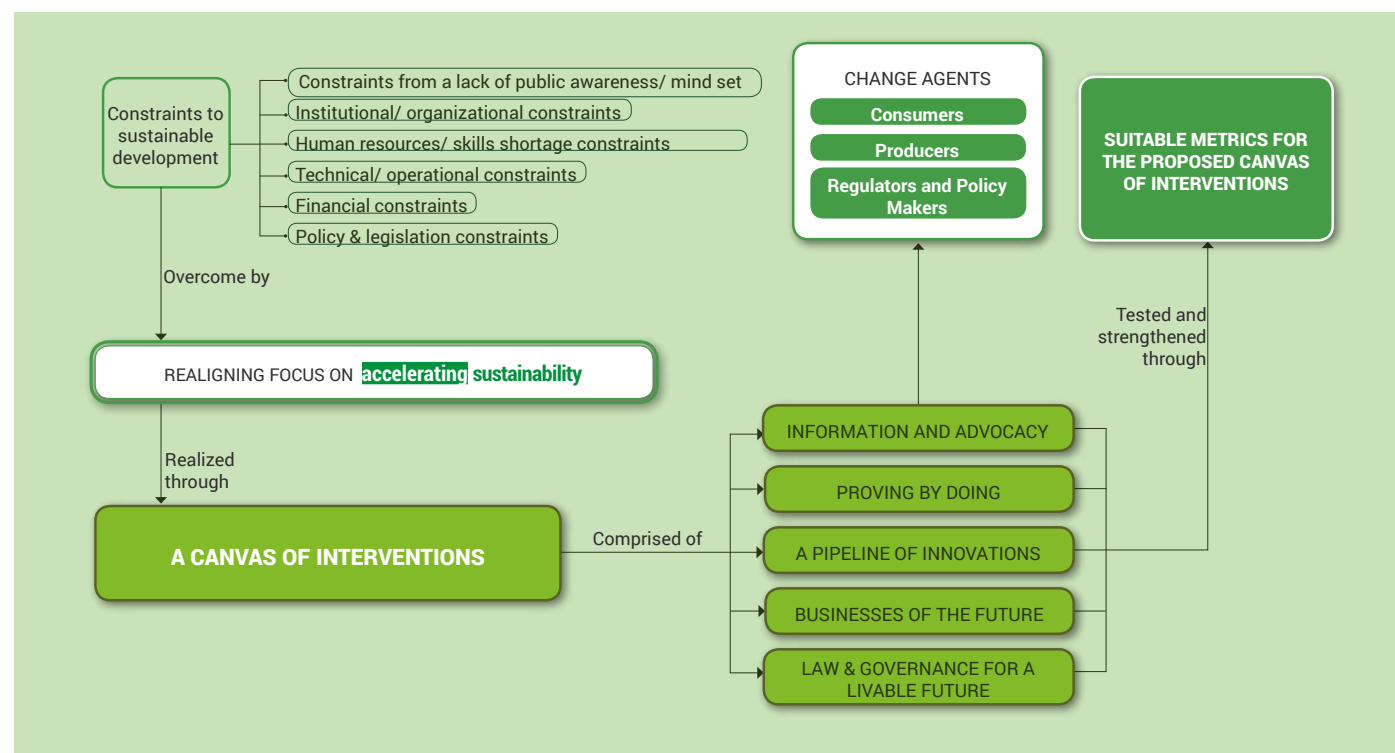 Constraints to
sustainable
development
Constraints from a lack of public awareness/ mind set
Institutional/ organizational constraints
Human resources/ skills shortage constraints
Technical/ operational constraints
Financial constraints
Policy & legislation constraints
Overcome by
REALIGNING FOCUS ON accelerating sustainability
Realized
through
A CANVAS OF INTERVENTIONS
Comprised of
INFORMATION AND ADVOCACY
PROVING BY DOING
A PIPELINE OF INNOVATIONS
BUSINESSES OF THE FUTURE
LAW & GOVERNANCE FOR A
LIVABLE FUTURE
CHANGE AGENTS
Consumers
Producers
Regulators and Policy
Makers
Tested and
strengthened
through
SUITABLE METRICS FOR
THE PROPOSED CANVAS
OF INTERVENTIONS